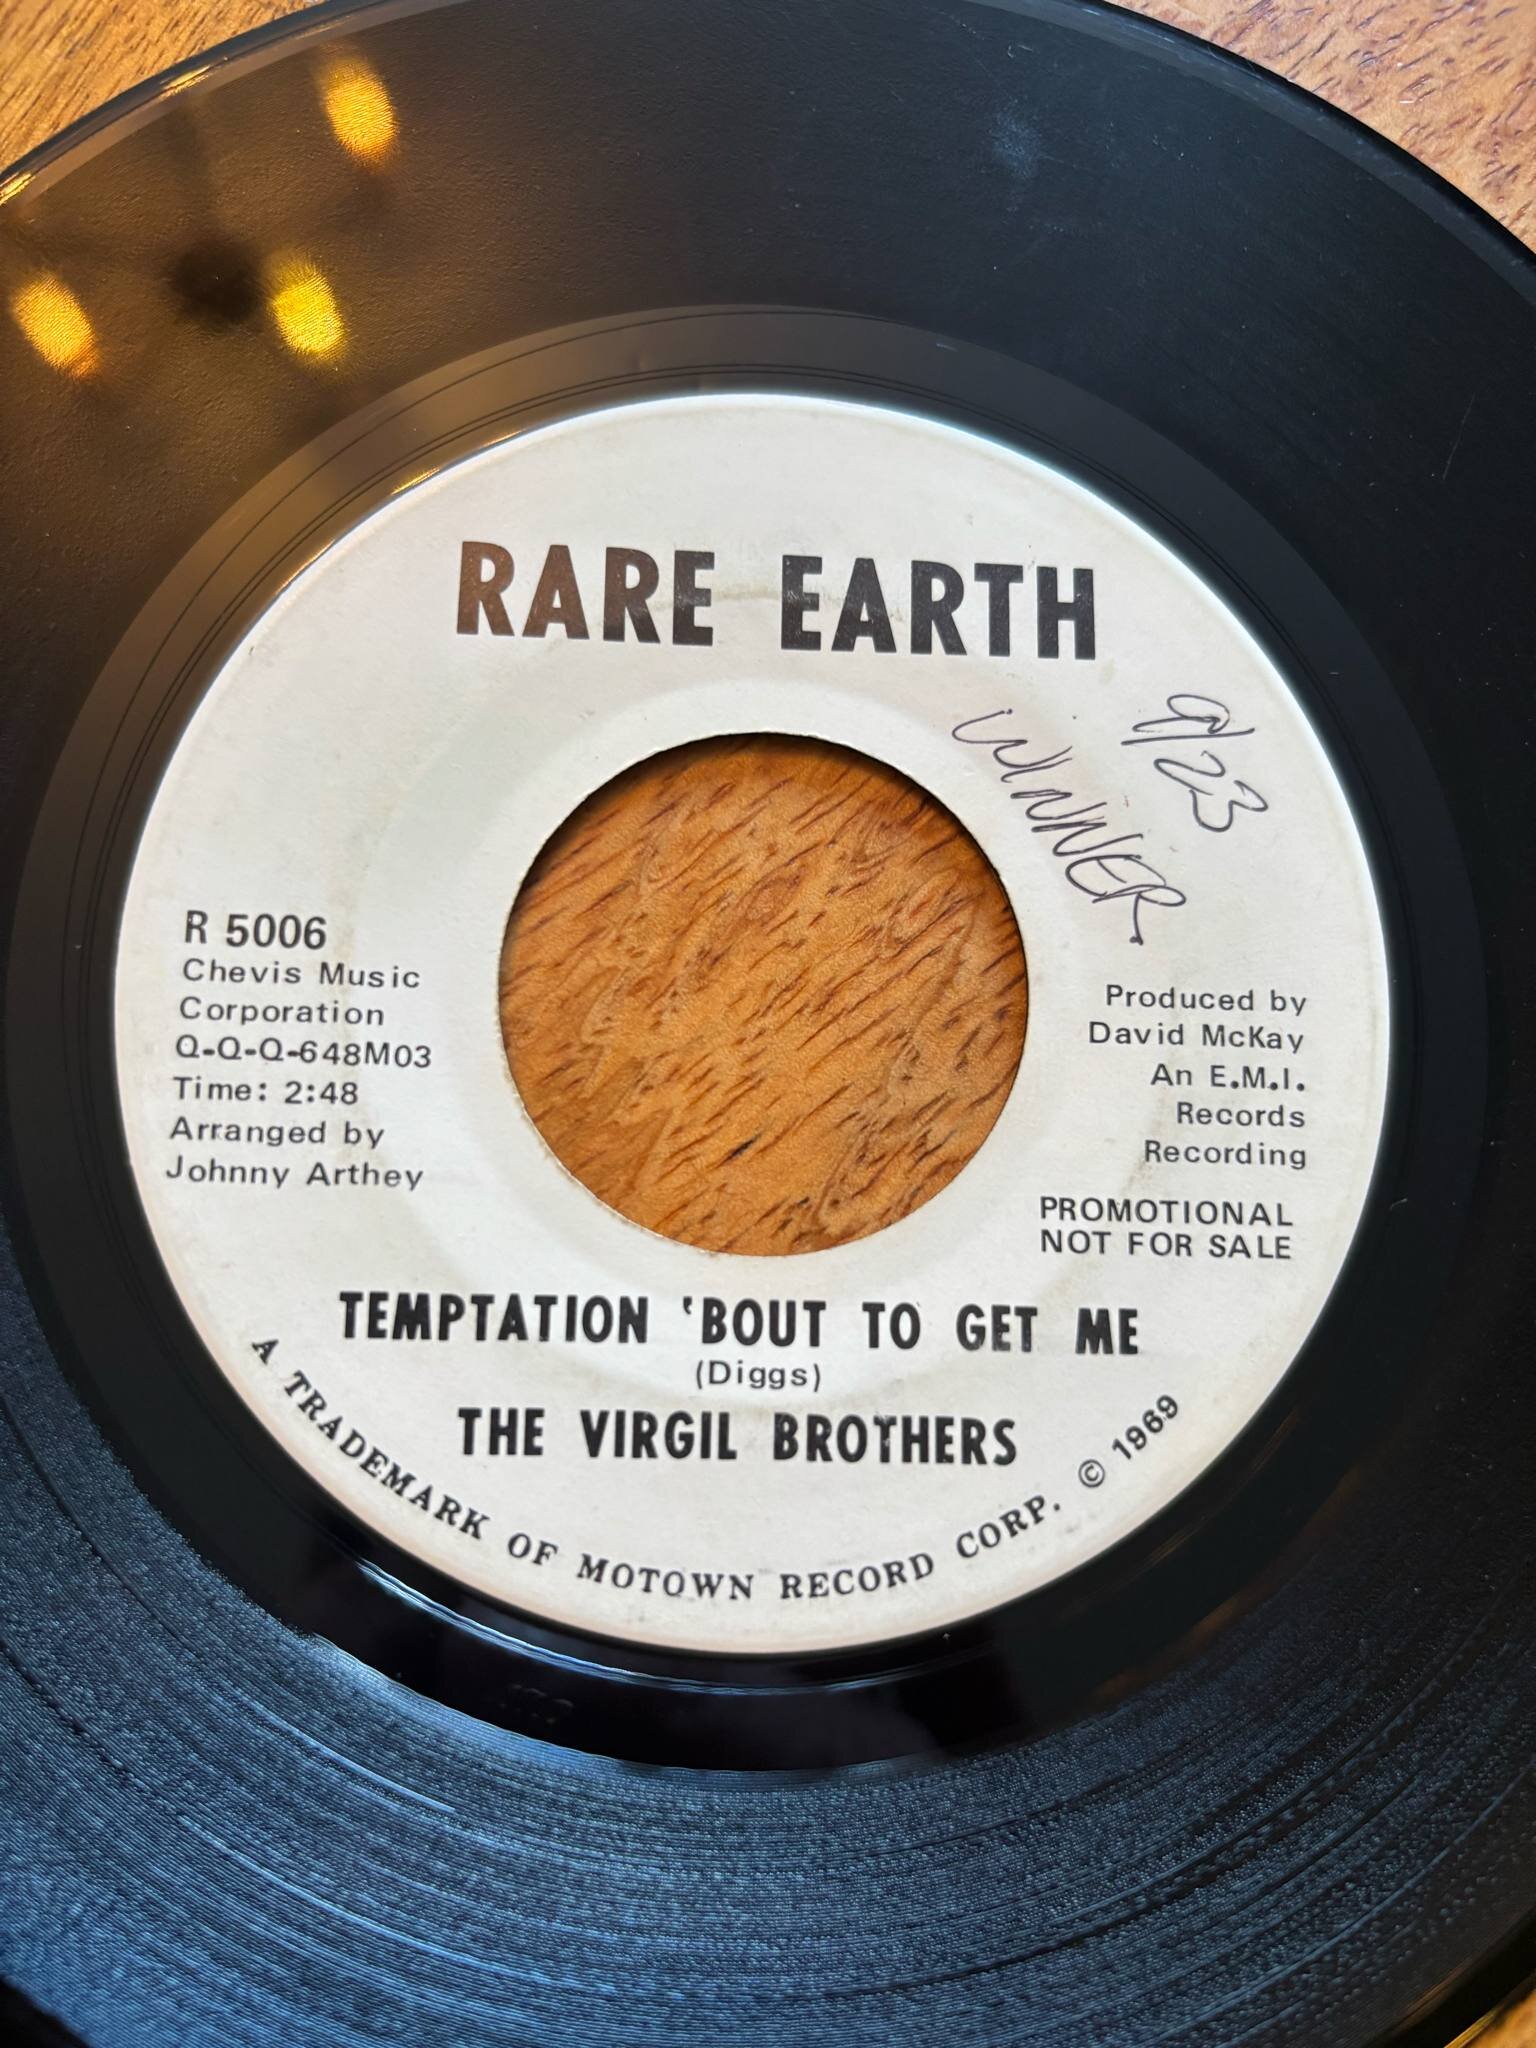 RARE EARTH
9/23
WINNER
R 5006
Chevis Music
Corporation
Q-Q-Q-648M03
Time: 2:48
Arranged by
Johnny Arthey
Produced by
David McKay
An E.M.I.
Records
Recording
PROMOTIONAL
NOT FOR SALE
TEMPTATION 'BOUT TO GET ME
(Diggs)
THE VIRGIL BROTHERS
A TRADEMARK OF MOTOWN RECORD CORP. © 1969